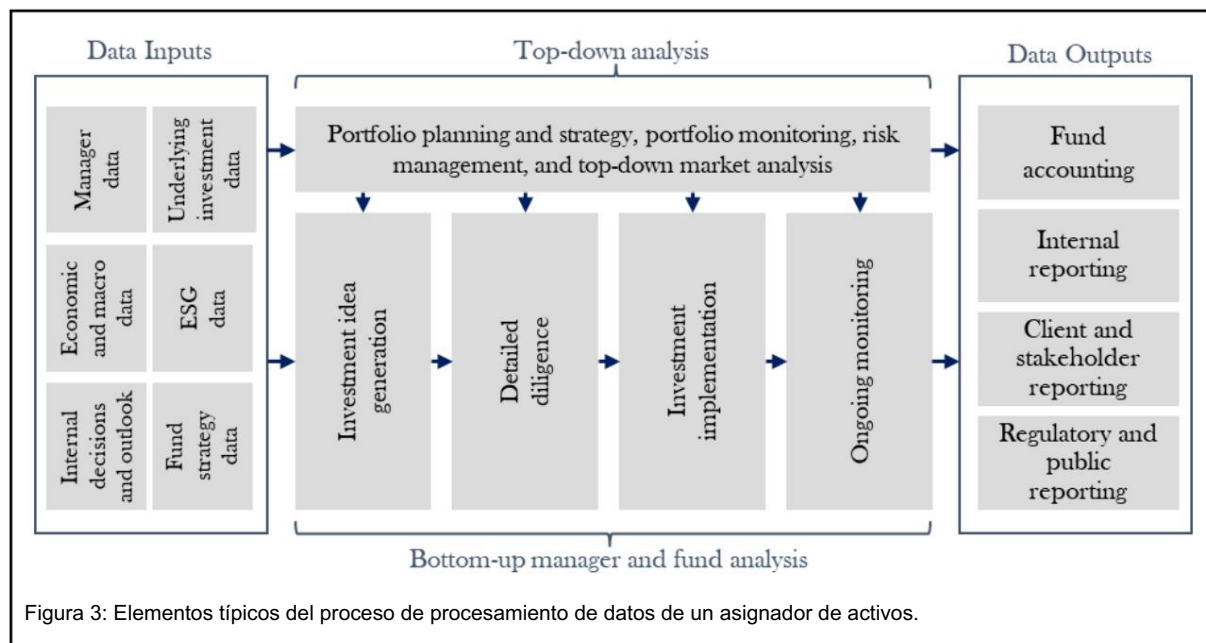 Data Inputs
Manager
data
Underlying
investment
data
Economic
and macro
data
ESG
data
Internal
decisions
and outlook
Fund
strategy
data
Top-down analysis
Portfolio planning and strategy, portfolio monitoring, risk
management, and top-down market analysis
Investment idea
generation
Detailed
diligence
Investment
implementation
Ongoing monitoring
Bottom-up manager and fund analysis
Data Outputs
Fund
accounting
Internal
reporting
Client and
stakeholder
reporting
Regulatory and
public
reporting
Figura 3: Elementos típicos del proceso de procesamiento de datos de un asignador de activos.